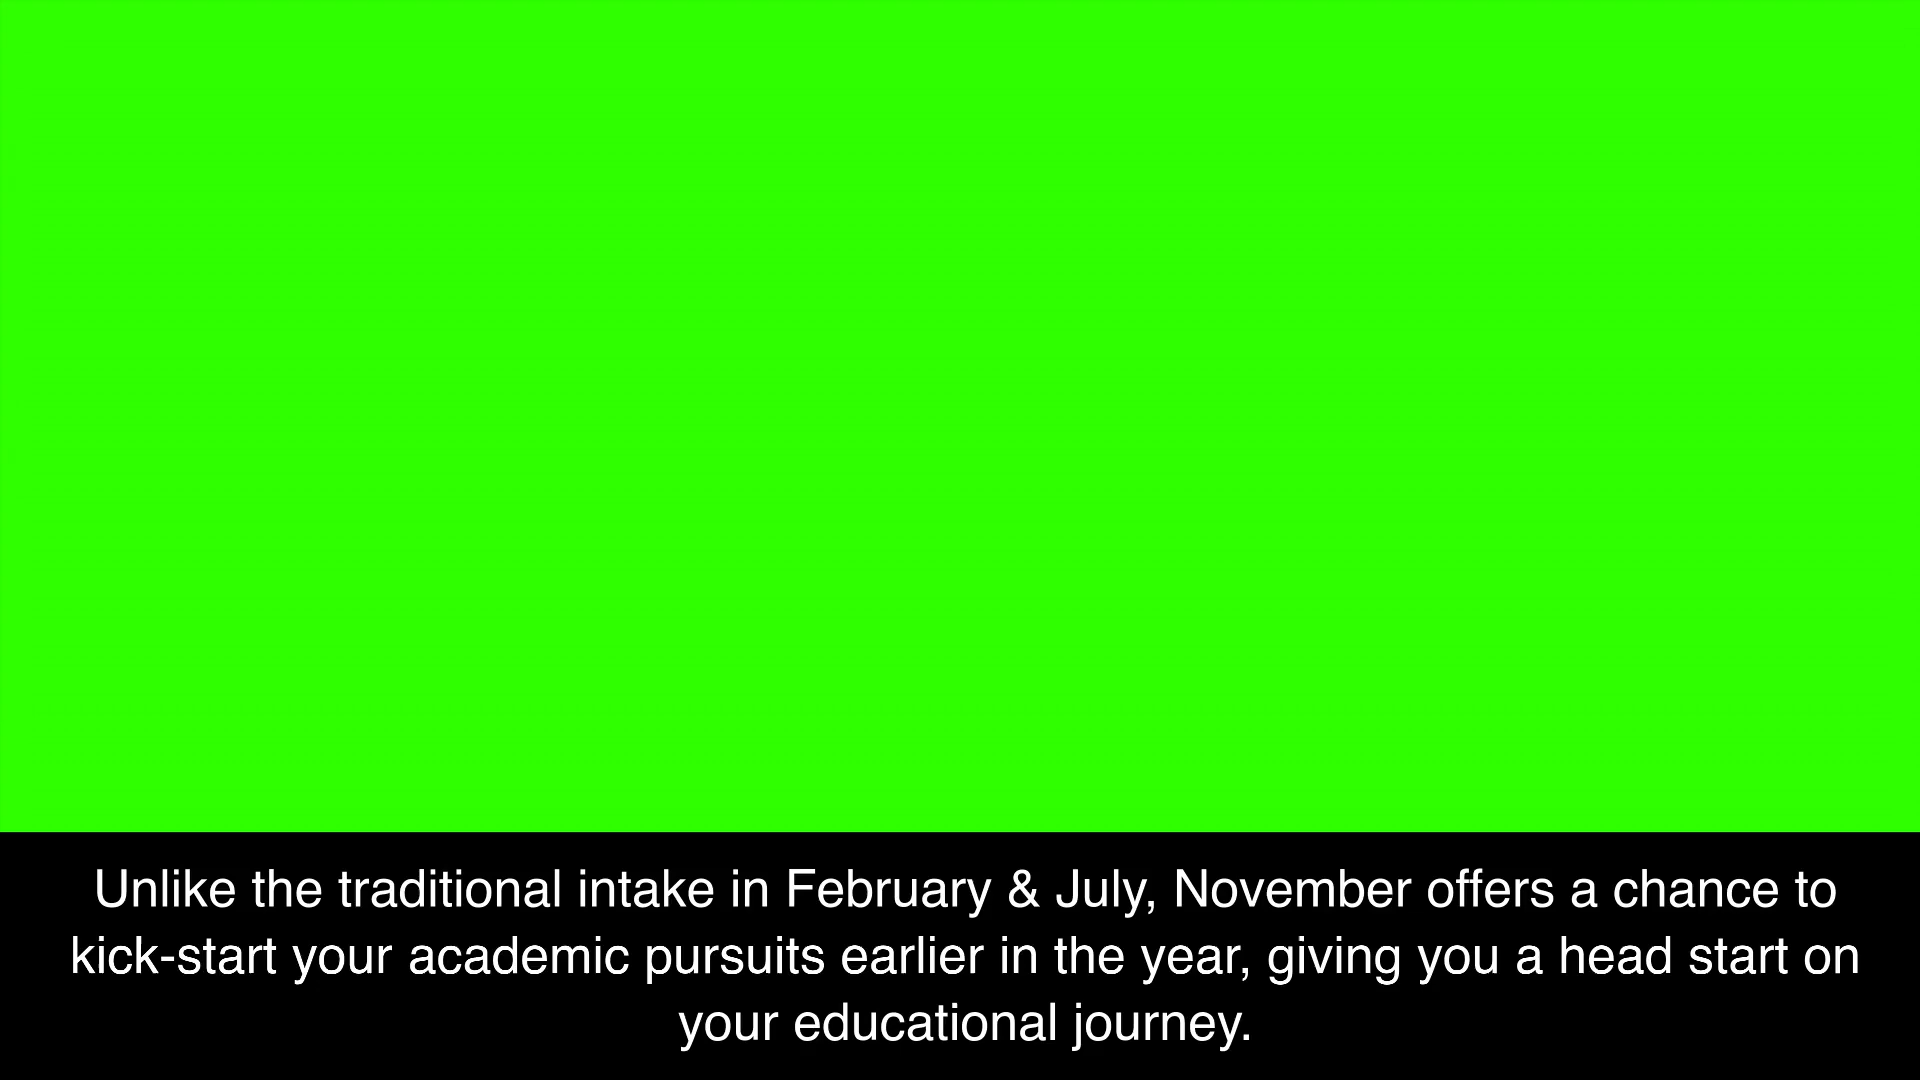 Unlike the traditional intake in February & July, November offers a chance to
kick-start your academic pursuits earlier in the year, giving you a head start on
your educational journey.